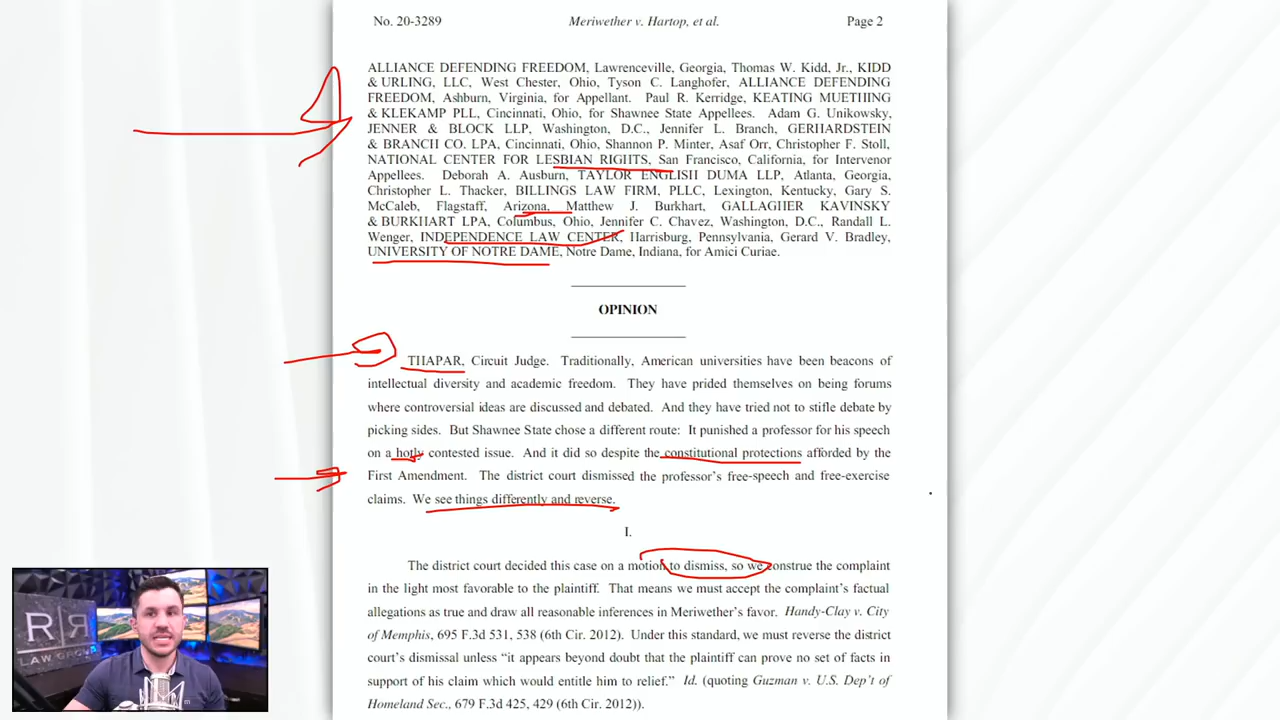 No. 20-3289 Meriwether v. Hartop, et al. Page 2
ALLIANCE DEFENDING FREEDOM, Lawrenceville, Georgia, Thomas W. Kidd, Jr., KIDD
& URLING, LLC, West Chester, Ohio, Tyson C. Langhofer, ALLIANCE DEFENDING
FREEDOM, Ashburn, Virginia, for Appellant. Paul R. Kerridge, KEATING MUETHING
& KLEKAMP PLL, Cincinnati, Ohio, for Shawnee State Appellees. Adam G. Unikowsky,
JENNER & BLOCK LLP, Washington, D.C., Jennifer L. Branch, GERHARDSTEIN
& BRANCH CO. LPA, Cincinnati, Ohio, Shannon P. Minter, Asaf Orr, Christopher F. Stoll,
NATIONAL CENTER FOR LESBIAN RIGHTS, San Francisco, California, for Intervenor
Appellees. Deborah A. Ausburn, TAYLOR ENGLISH DUMA LLP, Atlanta, Georgia,
Christopher L. Thacker, BILLINGS LAW FIRM, PLLC, Lexington, Kentucky, Gary S.
McCaleb, Flagstaff, Arizona, Matthew J. Burkhart, GALLAGHER KAVINSKY
& BURKHART LPA, Columbus, Ohio, Jennifer C. Chavez, Washington, D.C., Randall L.
Wenger, INDEPENDENCE LAW CENTER, Harrisburg, Pennsylvania, Gerard V. Bradley,
UNIVERSITY OF NOTRE DAME, Notre Dame, Indiana, for Amici Curiae.
OPINION
THAPAR, Circuit Judge. Traditionally, American universities have been beacons of
intellectual diversity and academic freedom. They have prided themselves on being forums
where controversial ideas are discussed and debated. And they have tried not to stifle debate by
picking sides. But Shawnee State chose a different route: It punished a professor for his speech
on a hotly contested issue. And it did so despite the constitutional protections afforded by the
First Amendment. The district court dismissed the professor's free-speech and free-exercise
claims. We see things differently and reverse.
I.
The district court decided this case on a motion to dismiss, so we construe the complaint
in the light most favorable to the plaintiff. That means we must accept the complaint's factual
allegations as true and draw all reasonable inferences in Meriwether's favor. Handy-Clay v. City
of Memphis, 695 F.3d 531, 538 (6th Cir. 2012). Under this standard, we must reverse the district
court's dismissal unless "it appears beyond doubt that the plaintiff can prove no set of facts in
support of his claim which would entitle him to relief." Id. (quoting Guzman v. U.S. Dep't of
Homeland Sec., 679 F.3d 425, 429 (6th Cir. 2012)).
R R
LAW GROUP